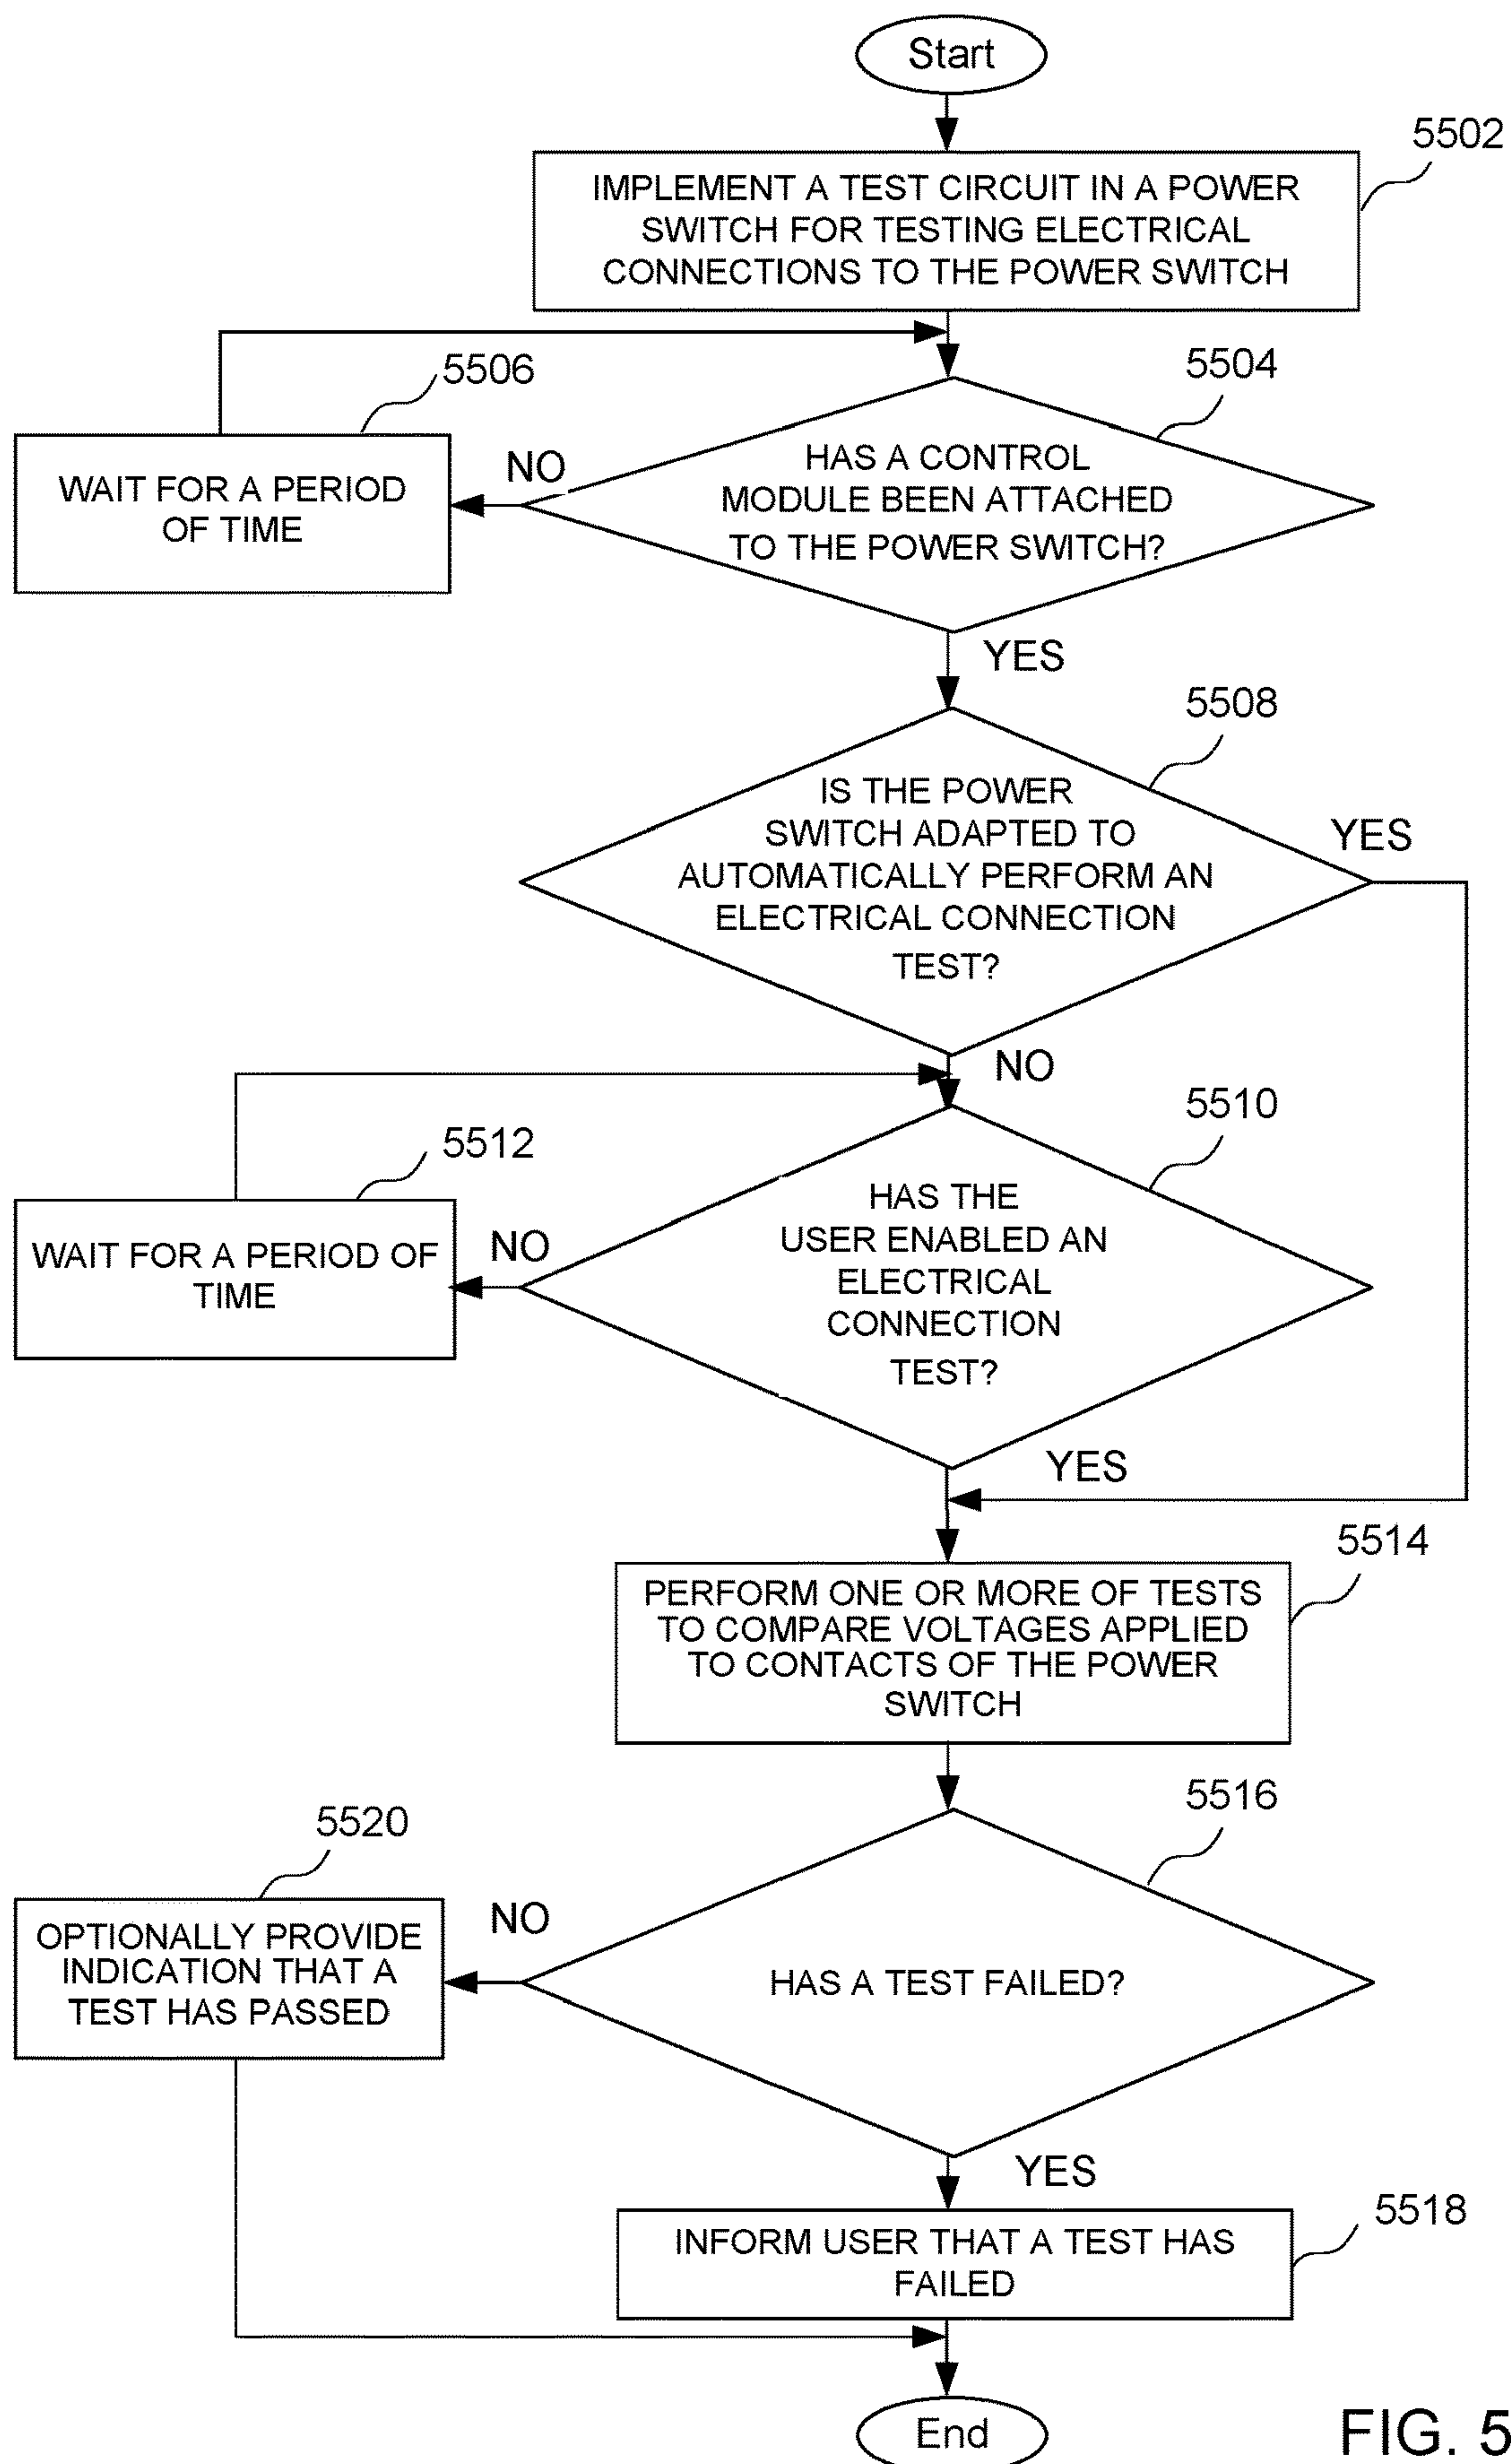 Start
5502
IMPLEMENT A TEST CIRCUIT IN A POWER
SWITCH FOR TESTING ELECTRICAL
CONNECTIONS TO THE POWER SWITCH
5506
5504
WAIT FOR A PERIOD
OF TIME
NO
HAS A CONTROL
MODULE BEEN ATTACHED
TO THE POWER SWITCH?
YES
5508
IS THE POWER
SWITCH ADAPTED TO
AUTOMATICALLY PERFORM AN
ELECTRICAL CONNECTION
TEST?
YES
NO
5510
5512
HAS THE
USER ENABLED AN
ELECTRICAL
CONNECTION
TEST?
NO
WAIT FOR A PERIOD OF
TIME
YES
5514
PERFORM ONE OR MORE OF TESTS
TO COMPARE VOLTAGES APPLIED
TO CONTACTS OF THE POWER
SWITCH
5516
5520
NO
OPTIONALLY PROVIDE
INDICATION THAT A
TEST HAS PASSED
HAS A TEST FAILED?
YES
5518
INFORM USER THAT A TEST HAS
FAILED
End
FIG. 5